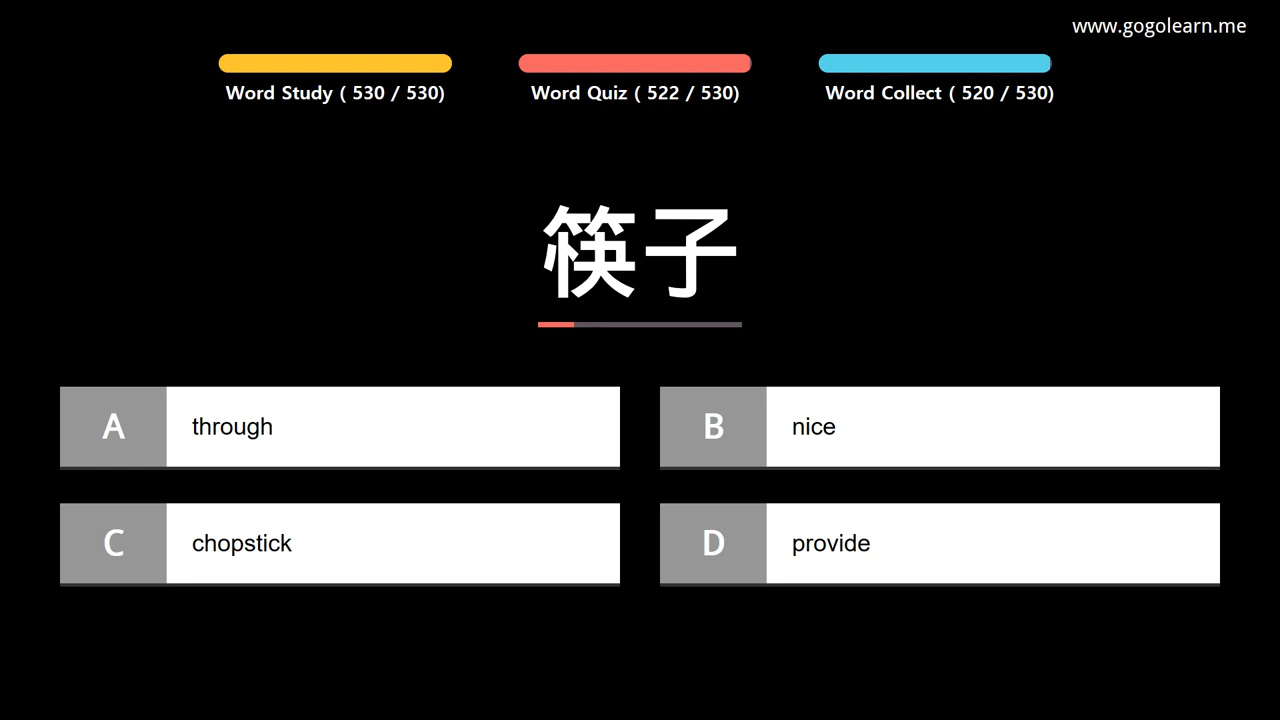 www.gogolearn.me
Word Study ( 530 / 530)
Word Quiz ( 522 / 530)
Word Collect ( 520 / 530)
筷子
A through
B nice
C chopstick
D provide